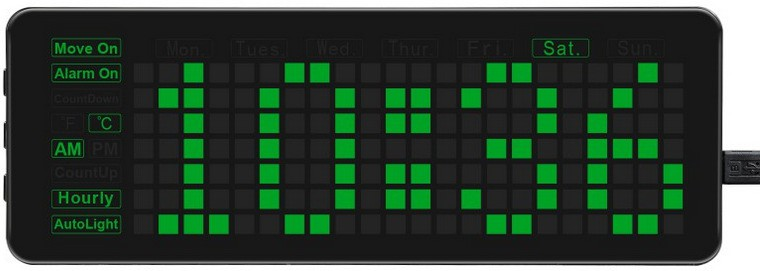 Move On Mon. Tues. Wed. Thur Fri. Sat. Sun.
Alarm On
CountDown
°F °C
AM PM
CountUp
Hourly
AutoLight
10:36